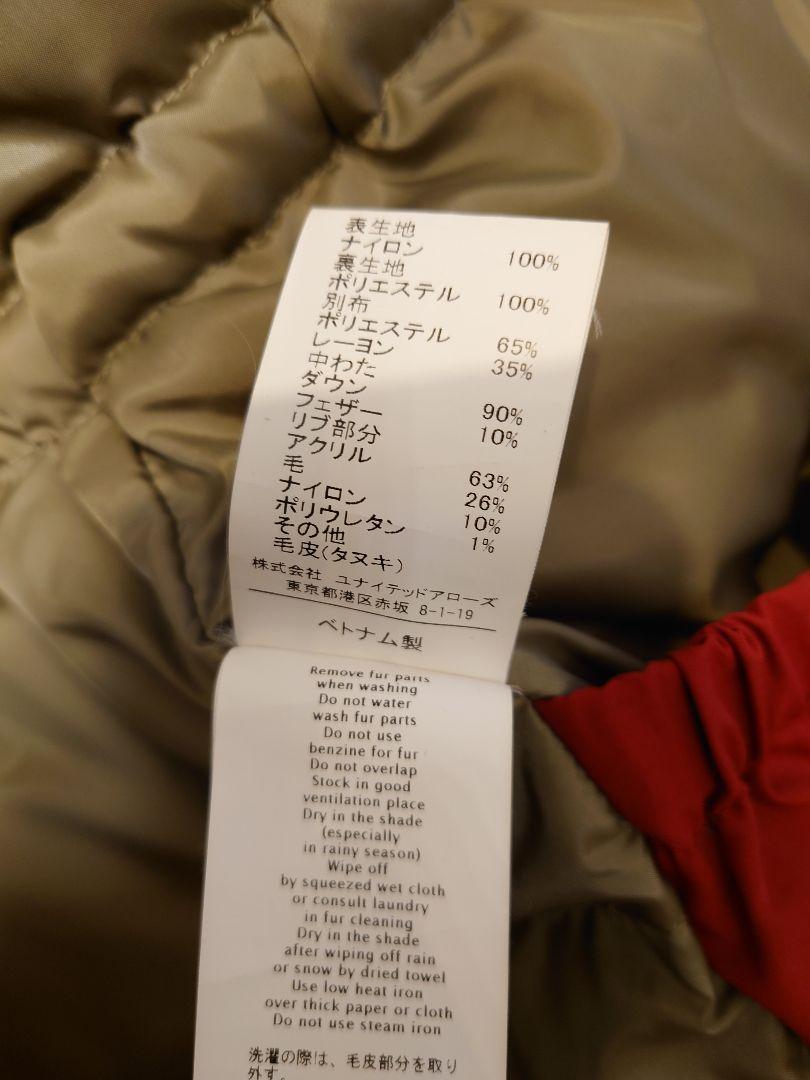 表生地
ナイロン 100%
裏生地
ポリエステル 100%
別布
ポリエステル 65%
レーヨン 35%
中わた
ダウン 90%
フェザー 10%
リブ部分
アクリル 63%
毛 26%
ナイロン 10%
ポリウレタン 1%
その他
毛皮(タヌキ)
株式会社 ユナイテッドアローズ
東京都港区赤坂 8-1-19
ベトナム製
Remove fur parts
when washing
Do not water
wash fur parts
Do not use
benzine for fur
Do not overlap
Stock in good
ventilation place
Dry in the shade
(especially
in rainy season)
Wipe off
by squeezed wet cloth
or consult laundry
in fur cleaning
Dry in the shade
after wiping off rain
or snow by dried towel
Use low heat iron
over thick paper or cloth
Do not use steam iron
洗濯の際は、毛皮部分を取り
外す。